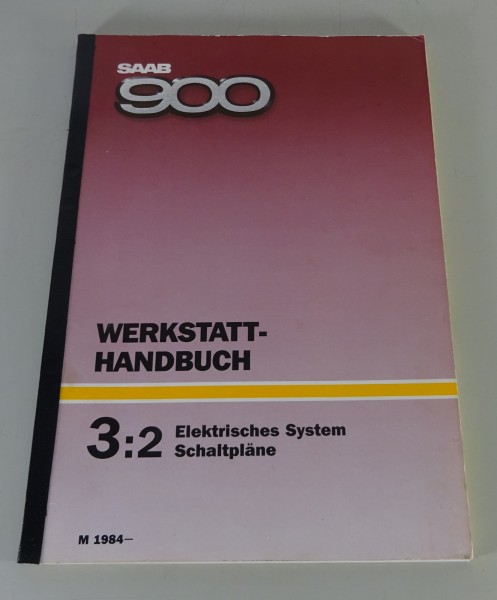 SAAB
900
WERKSTATT-
HANDBUCH
3:2 Elektrisches System
Schaltpläne
M 1984–